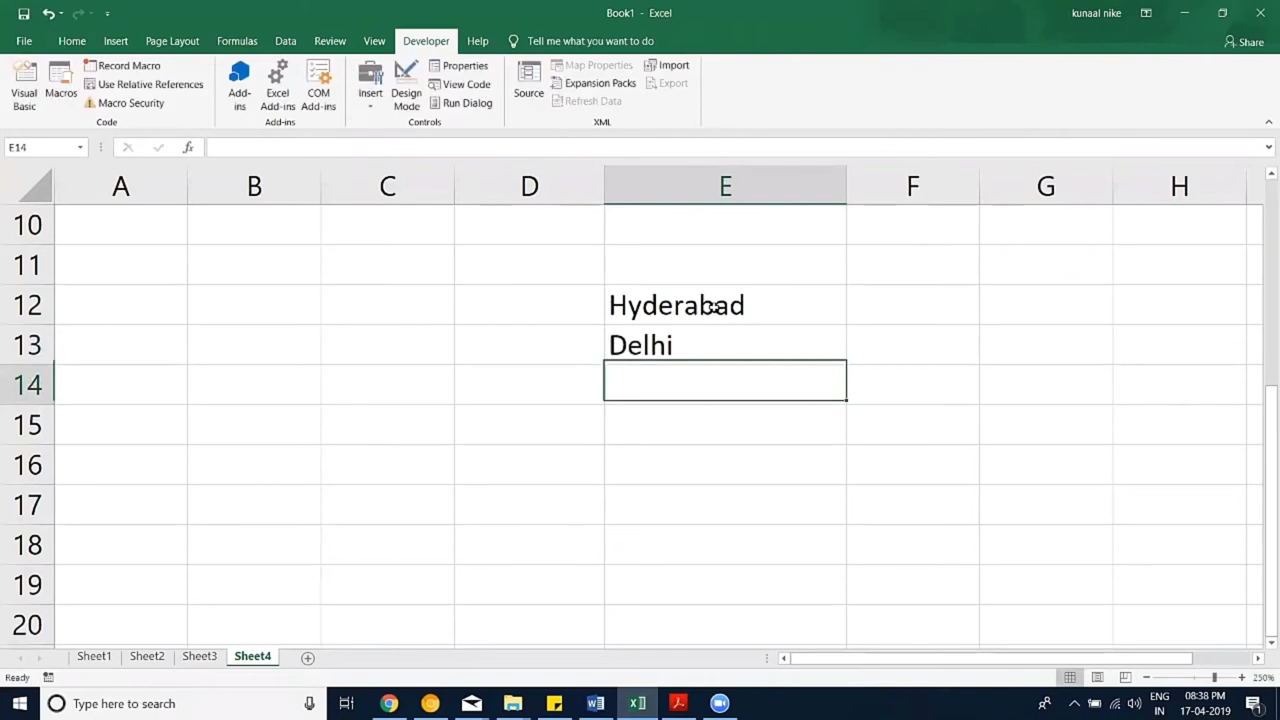 Book1 - Excel
kunaal nike
File Home Insert Page Layout Formulas Data Review View Developer Help Tell me what you want to do Share
Visual Basic
Macros
Record Macro
Use Relative References
Macro Security
Code
Add-ins
Excel Add-ins
COM Add-ins
Add-ins
Insert
Design Mode
Properties
View Code
Run Dialog
Controls
Source
Map Properties
Expansion Packs
Refresh Data
Import
Export
XML
E14 fx
A B C D E F G H
10
11
12 Hyderabad
13 Delhi
14
15
16
17
18
19
20
Sheet1 Sheet2 Sheet3 Sheet4
Ready 250%
Type here to search
ENG
IN
08:38 PM
17-04-2019